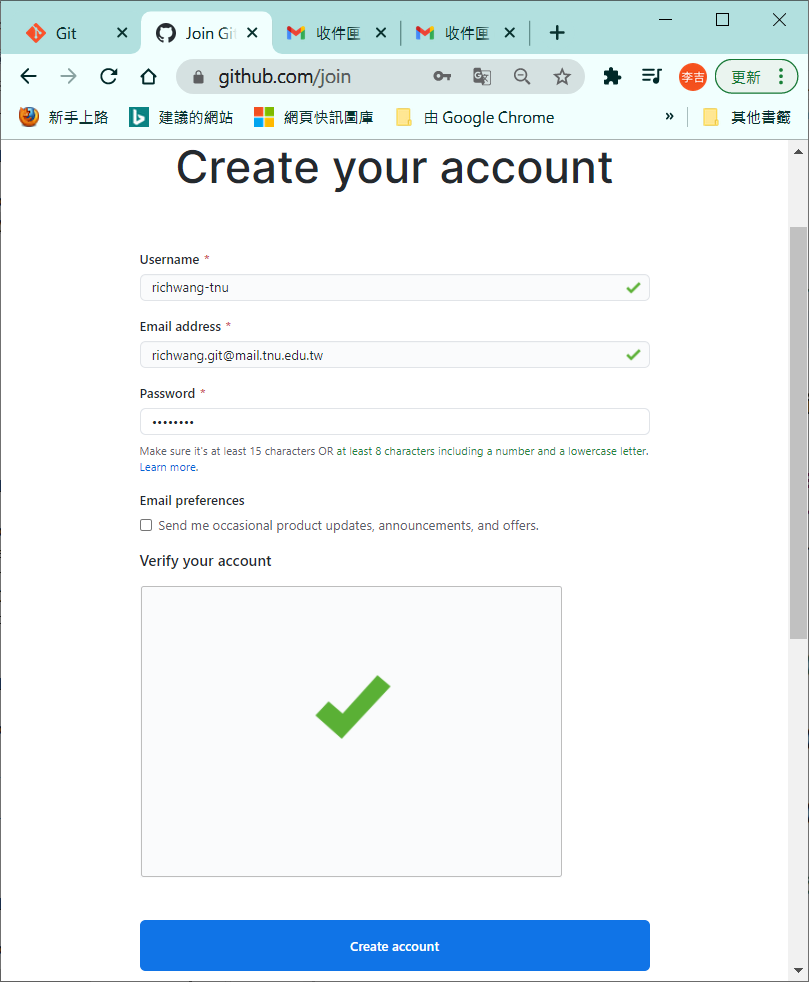 Git Join Git 收件匣 收件匣
github.com/join 李吉 更新
新手上路 建議的網站 網頁快訊圖庫 由 Google Chrome » 其他書籤
Create your account
Username *
richwang-tnu
Email address *
richwang.git@mail.tnu.edu.tw
Password *
••••••••
Make sure it's at least 15 characters OR at least 8 characters including a number and a lowercase letter.
Learn more.
Email preferences
Send me occasional product updates, announcements, and offers.
Verify your account
Create account